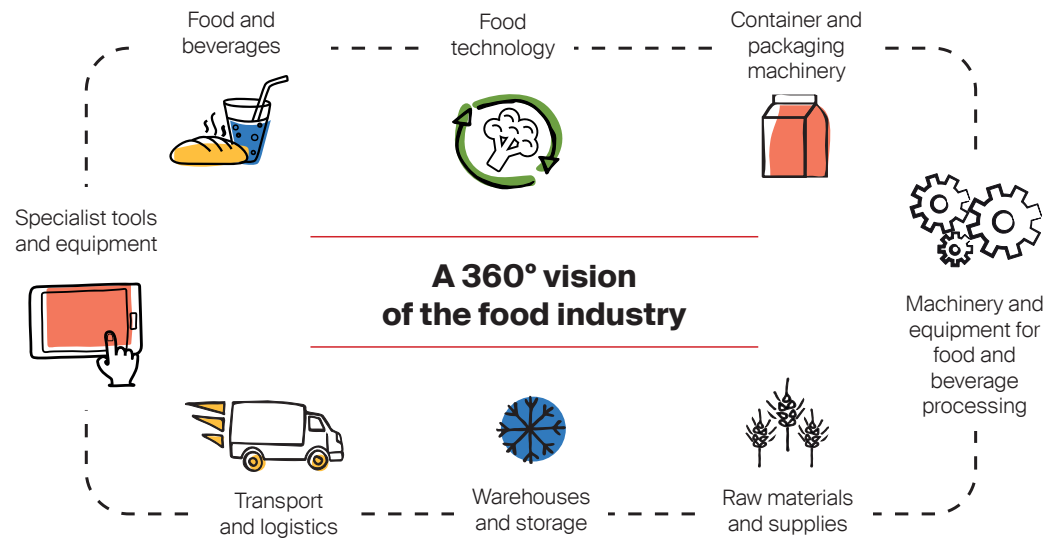 Food and
beverages
Food
technology
Container and
packaging
machinery
Specialist tools
and equipment
A 360º vision
of the food industry
Machinery and
equipment for
food and
beverage
processing
Transport
and logistics
Warehouses
and storage
Raw materials
and supplies